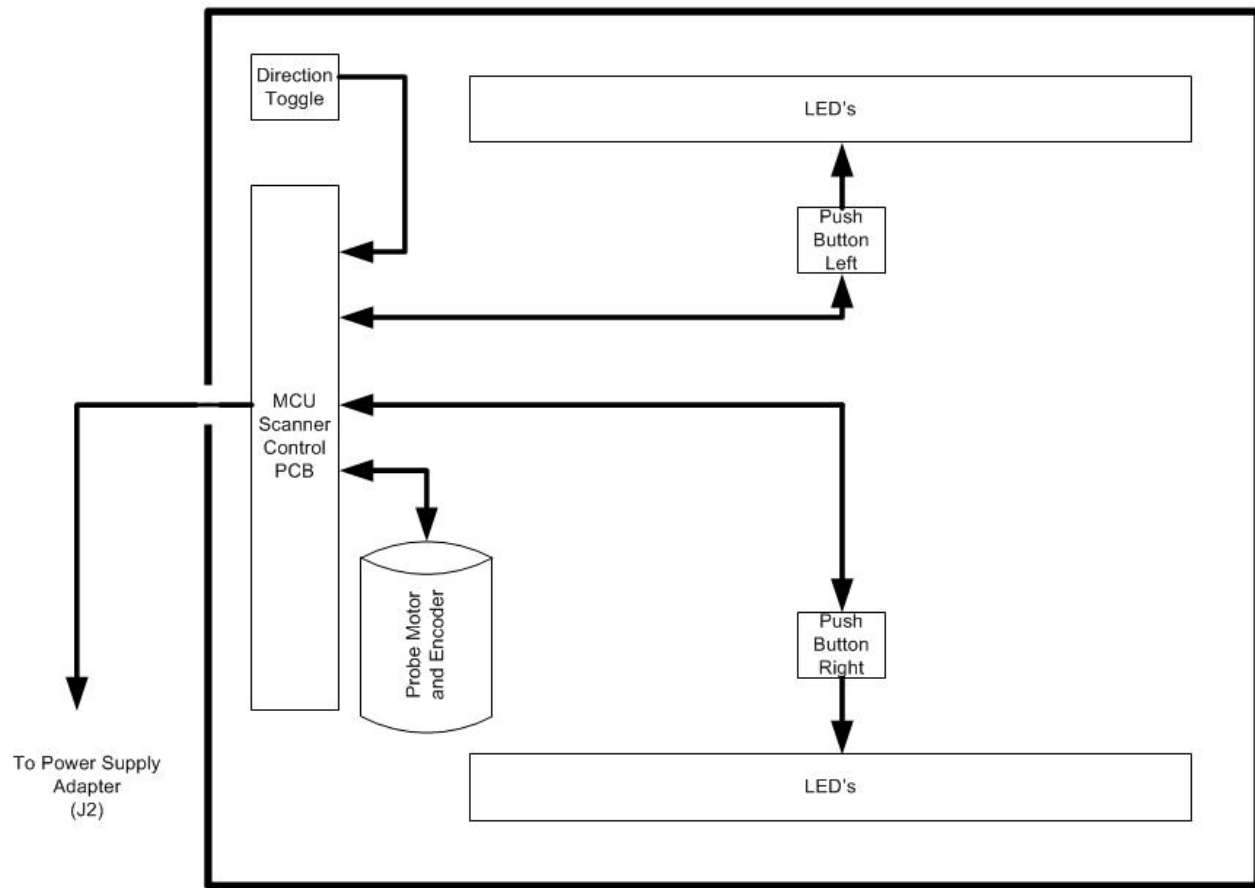 Direction
Toggle
LED's
Push
Button
Left
MCU
Scanner
Control
PCB
Probe Motor
and Encoder
Push
Button
Right
To Power Supply
Adapter
(J2)
LED's